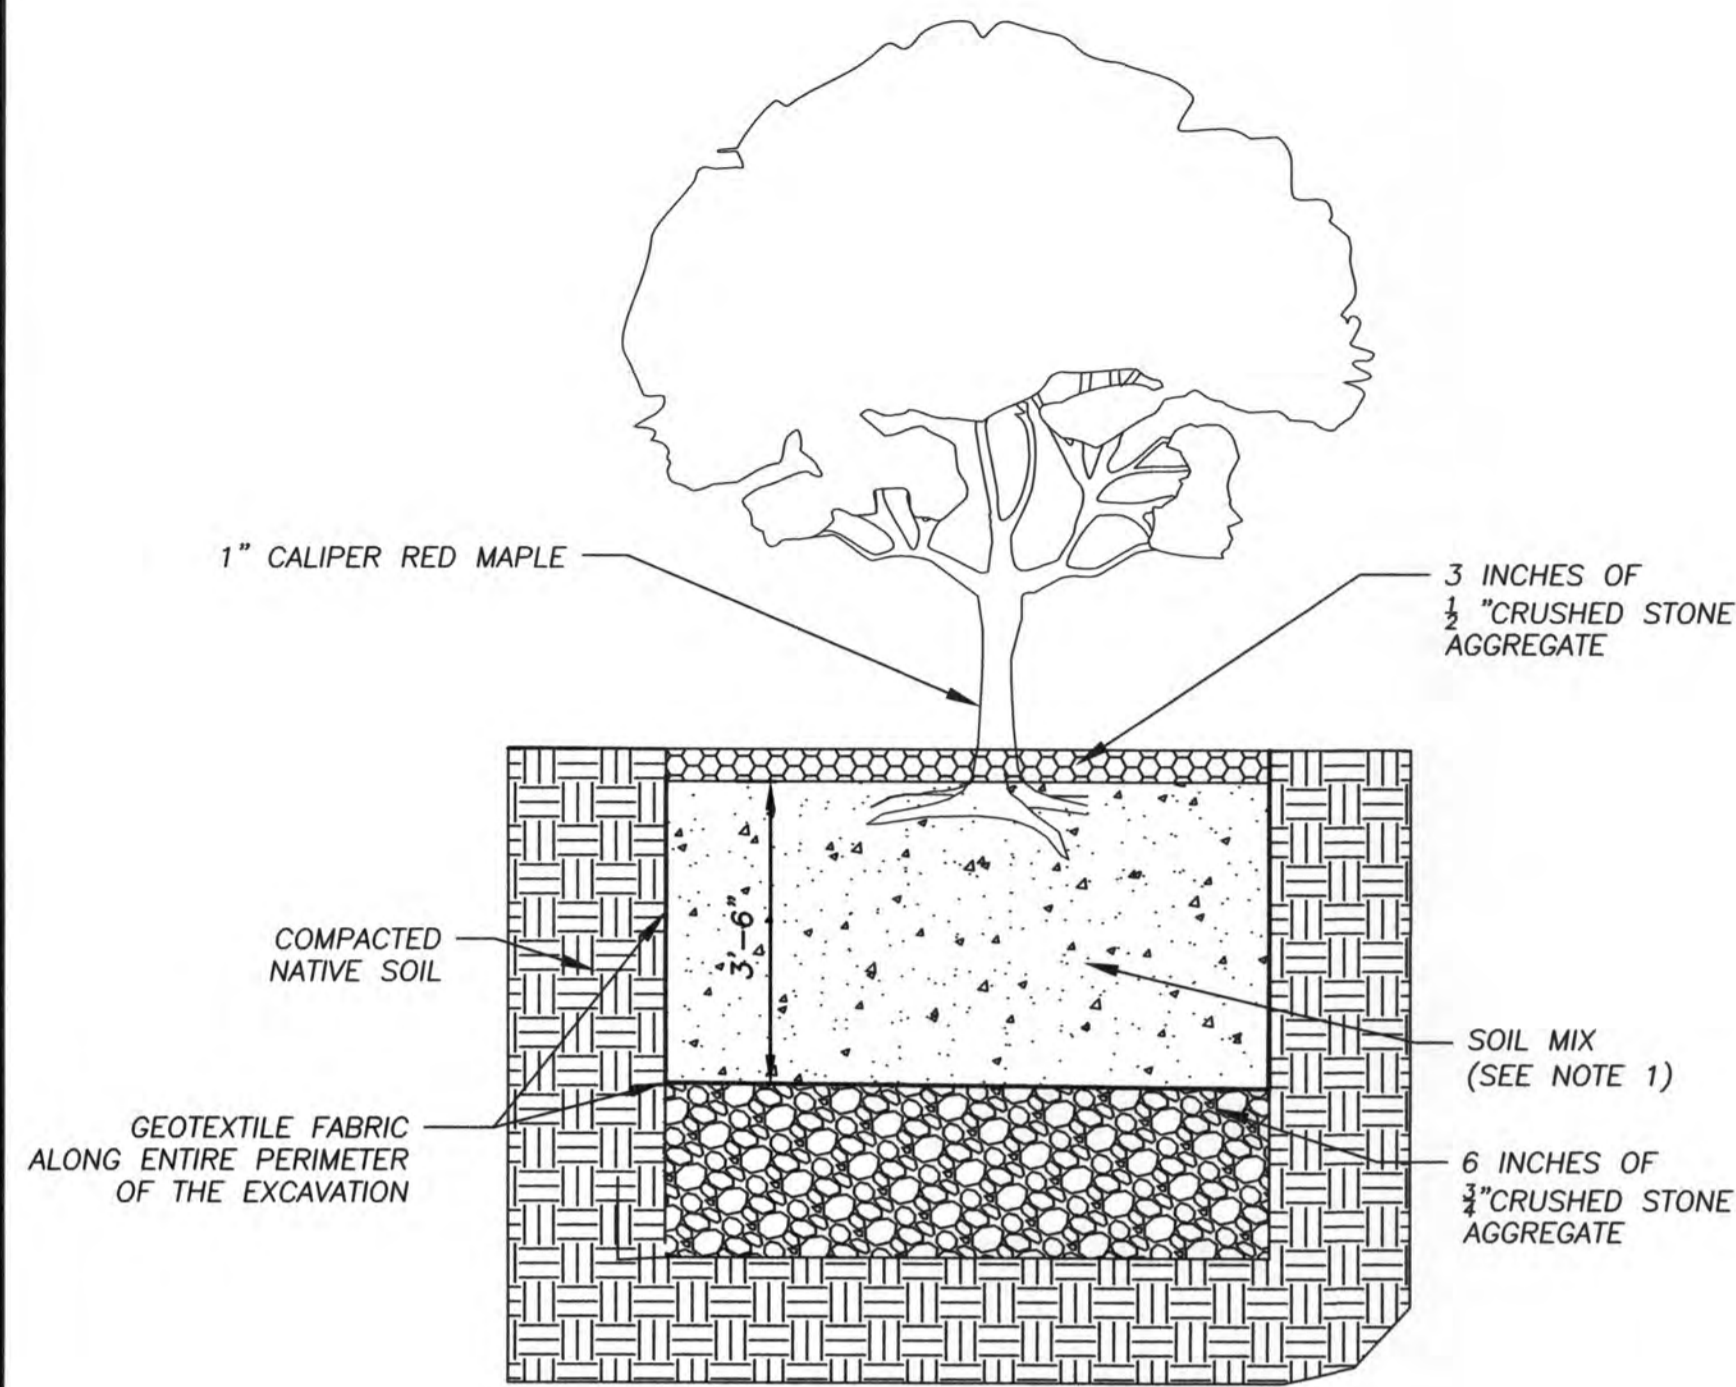 1" CALIPER RED MAPLE
3 INCHES OF
1/2 "CRUSHED STONE
AGGREGATE
3'-6"
COMPACTED
NATIVE SOIL
SOIL MIX
(SEE NOTE 1)
GEOTEXTILE FABRIC
ALONG ENTIRE PERIMETER
OF THE EXCAVATION
6 INCHES OF
3/4"CRUSHED STONE
AGGREGATE